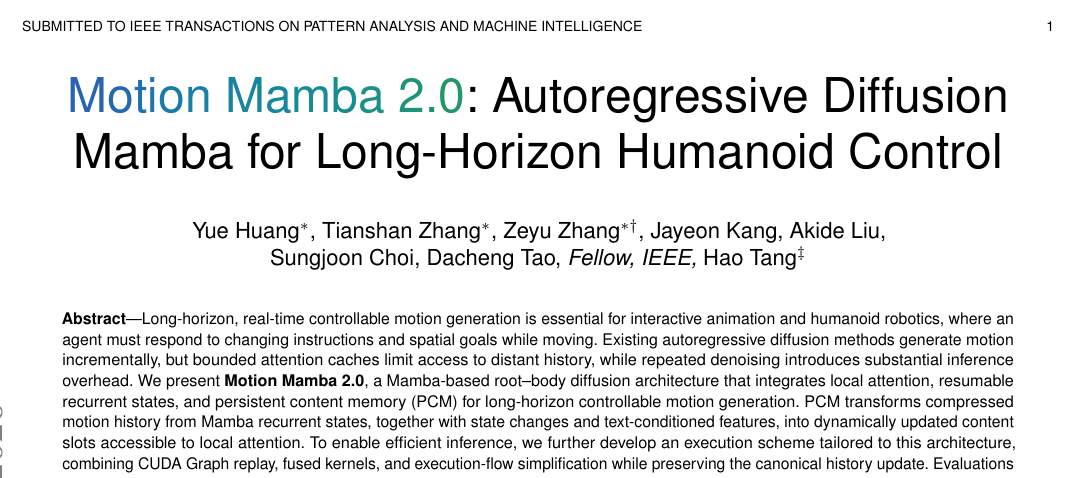 SUBMITTED TO IEEE TRANSACTIONS ON PATTERN ANALYSIS AND MACHINE INTELLIGENCE 1
Motion Mamba 2.0: Autoregressive Diffusion
Mamba for Long-Horizon Humanoid Control
Yue Huang*, Tianshan Zhang*, Zeyu Zhang*†, Jayeon Kang, Akide Liu,
Sungjoon Choi, Dacheng Tao, Fellow, IEEE, Hao Tang‡
Abstract—Long-horizon, real-time controllable motion generation is essential for interactive animation and humanoid robotics, where an
agent must respond to changing instructions and spatial goals while moving. Existing autoregressive diffusion methods generate motion
incrementally, but bounded attention caches limit access to distant history, while repeated denoising introduces substantial inference
overhead. We present Motion Mamba 2.0, a Mamba-based root–body diffusion architecture that integrates local attention, resumable
recurrent states, and persistent content memory (PCM) for long-horizon controllable motion generation. PCM transforms compressed
motion history from Mamba recurrent states, together with state changes and text-conditioned features, into dynamically updated content
slots accessible to local attention. To enable efficient inference, we further develop an execution scheme tailored to this architecture,
combining CUDA Graph replay, fused kernels, and execution-flow simplification while preserving the canonical history update. Evaluations